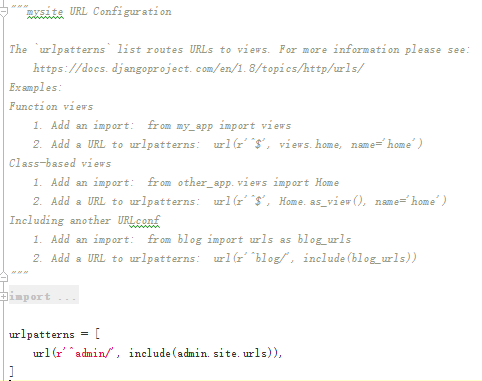 """mysite URL Configuration
The `urlpatterns` list routes URLs to views. For more information please see:
https://docs.djangoproject.com/en/1.8/topics/http/urls/
Examples:
Function views
1. Add an import:  from my_app import views
2. Add a URL to urlpatterns:  url(r'^$', views.home, name='home')
Class-based views
1. Add an import:  from other_app.views import Home
2. Add a URL to urlpatterns:  url(r'^$', Home.as_view(), name='home')
Including another URLconf
1. Add an import:  from blog import urls as blog_urls
2. Add a URL to urlpatterns:  url(r'^blog/', include(blog_urls))
"""
import ...
urlpatterns = [
url(r'^admin/', include(admin.site.urls)),
]